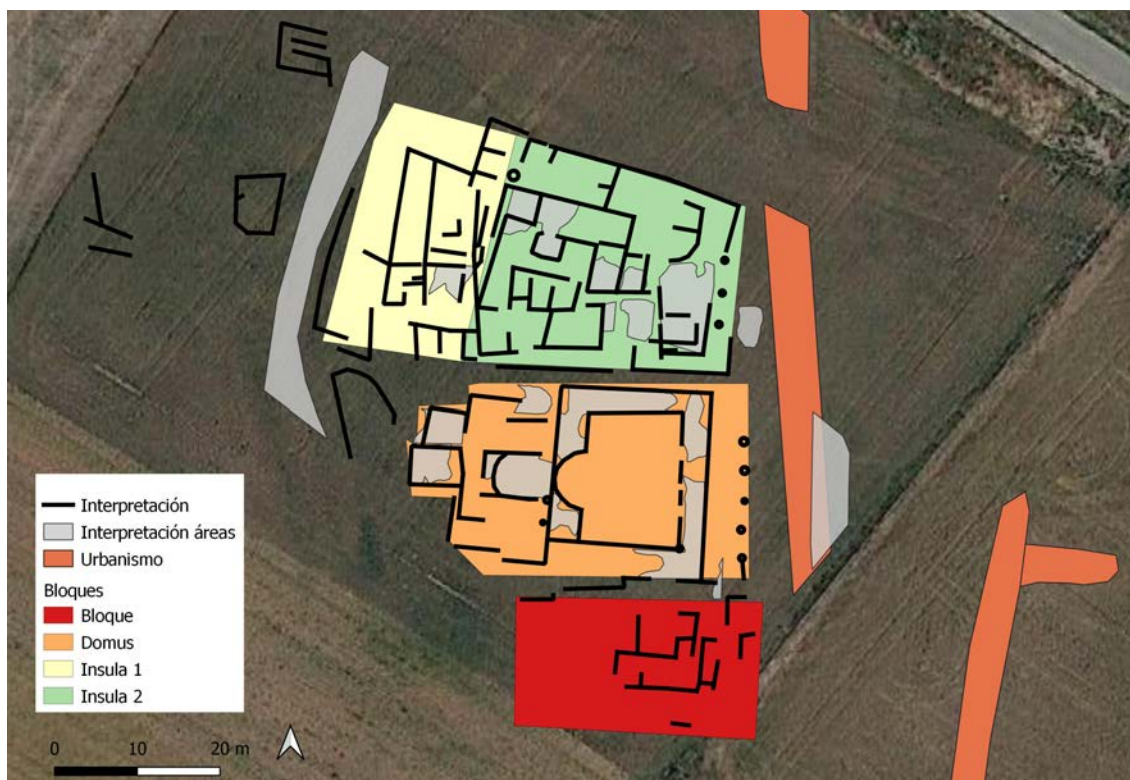 Interpretación
Interpretación áreas
Urbanismo
Bloques
Bloque
Domus
Insula 1
Insula 2
0 10 20 m